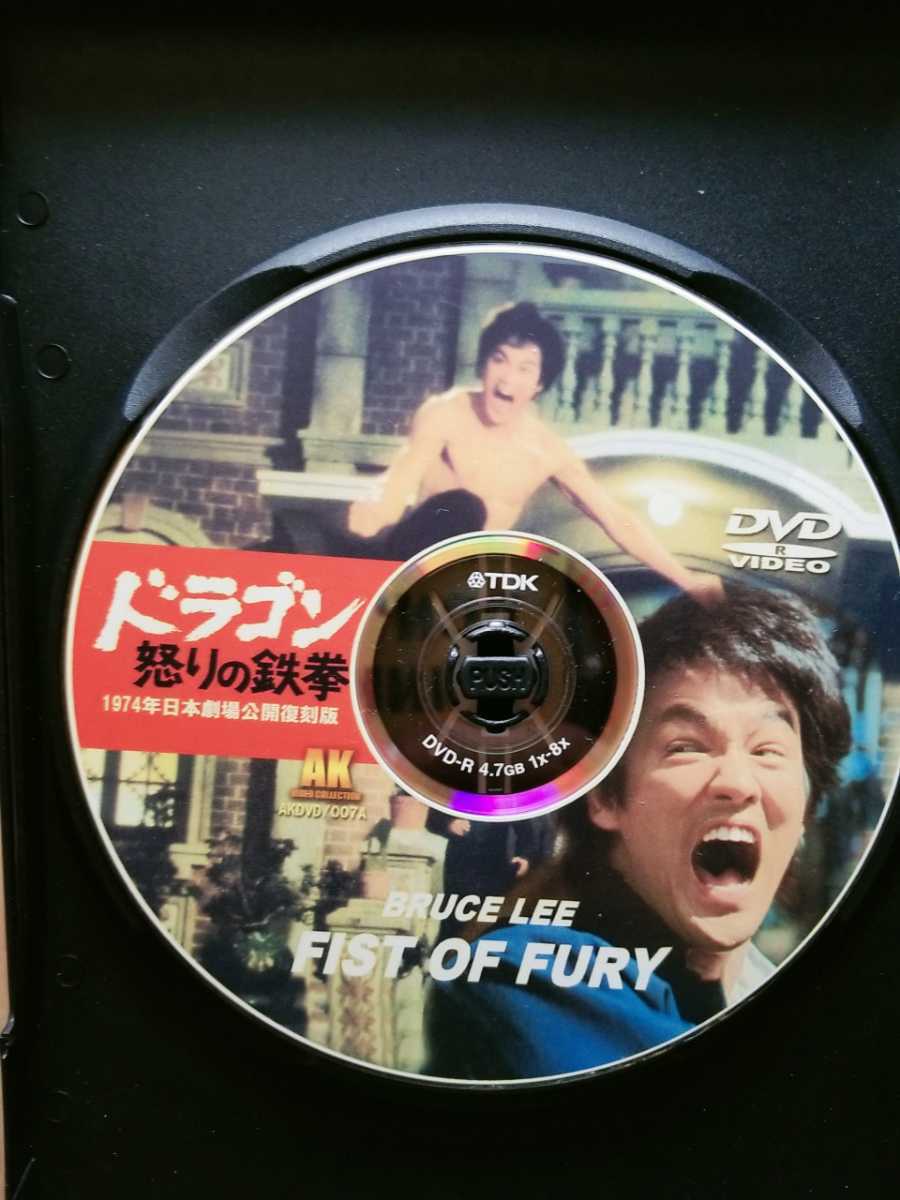 DVD
R
VIDEO
TDK
PUSH
DVD-R 4.7GB 1x-8x
ドラゴン
怒りの鉄拳
1974年日本劇場公開復刻版
AK
VIDEO COLLECTION
AKDVD/007A
BRUCE LEE
FIST OF FURY